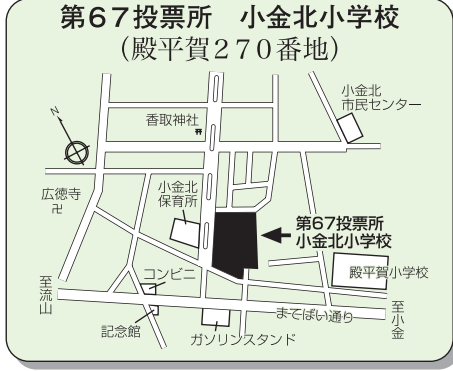 第67投票所　小金北小学校
（殿平賀270番地）
小金北
市民センター
香取神社
N
広徳寺
卍
小金北
保育所
第67投票所
小金北小学校
殿平賀小学校
至流山
コンビニ
至小金
まてばい通り
記念館
ガソリンスタンド